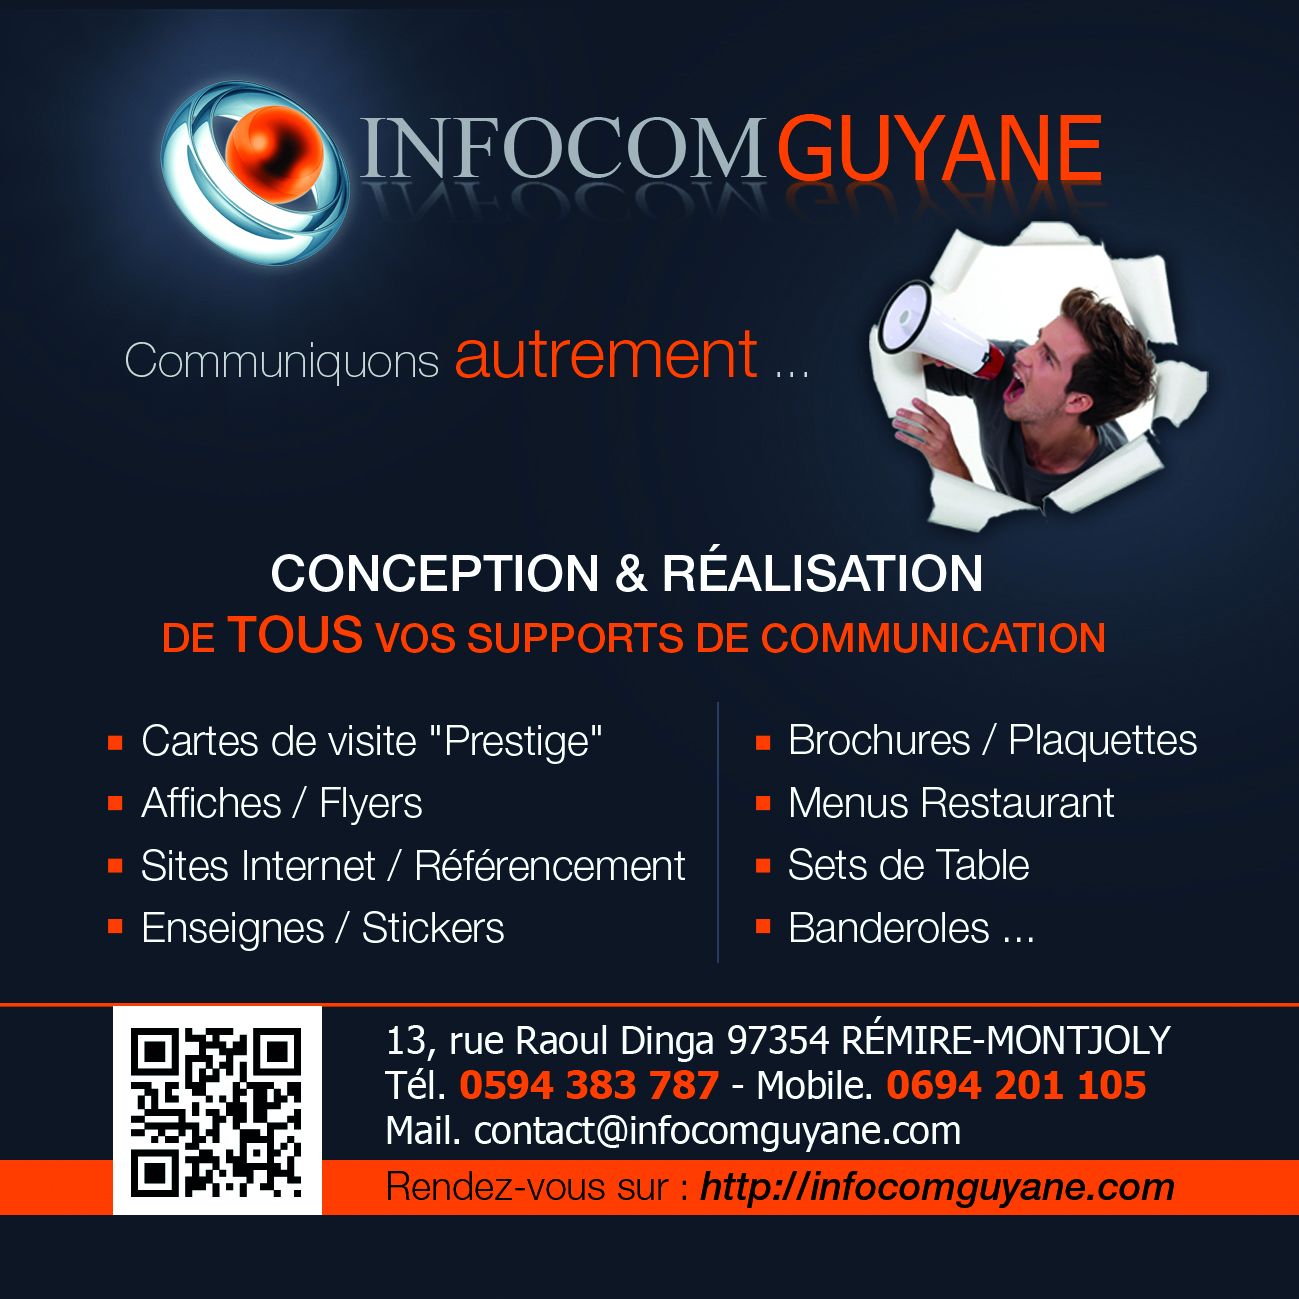 INFOCOM GUYANE
Communiquons autrement ...
CONCEPTION & RÉALISATION
DE TOUS VOS SUPPORTS DE COMMUNICATION
Cartes de visite "Prestige"
Affiches / Flyers
Sites Internet / Référencement
Enseignes / Stickers
Brochures / Plaquettes
Menus Restaurant
Sets de Table
Banderoles ...
13, rue Raoul Dinga 97354 RÉMIRE-MONTJOLY
Tél. 0594 383 787 - Mobile. 0694 201 105
Mail. contact@infocomguyane.com
Rendez-vous sur : http://infocomguyane.com